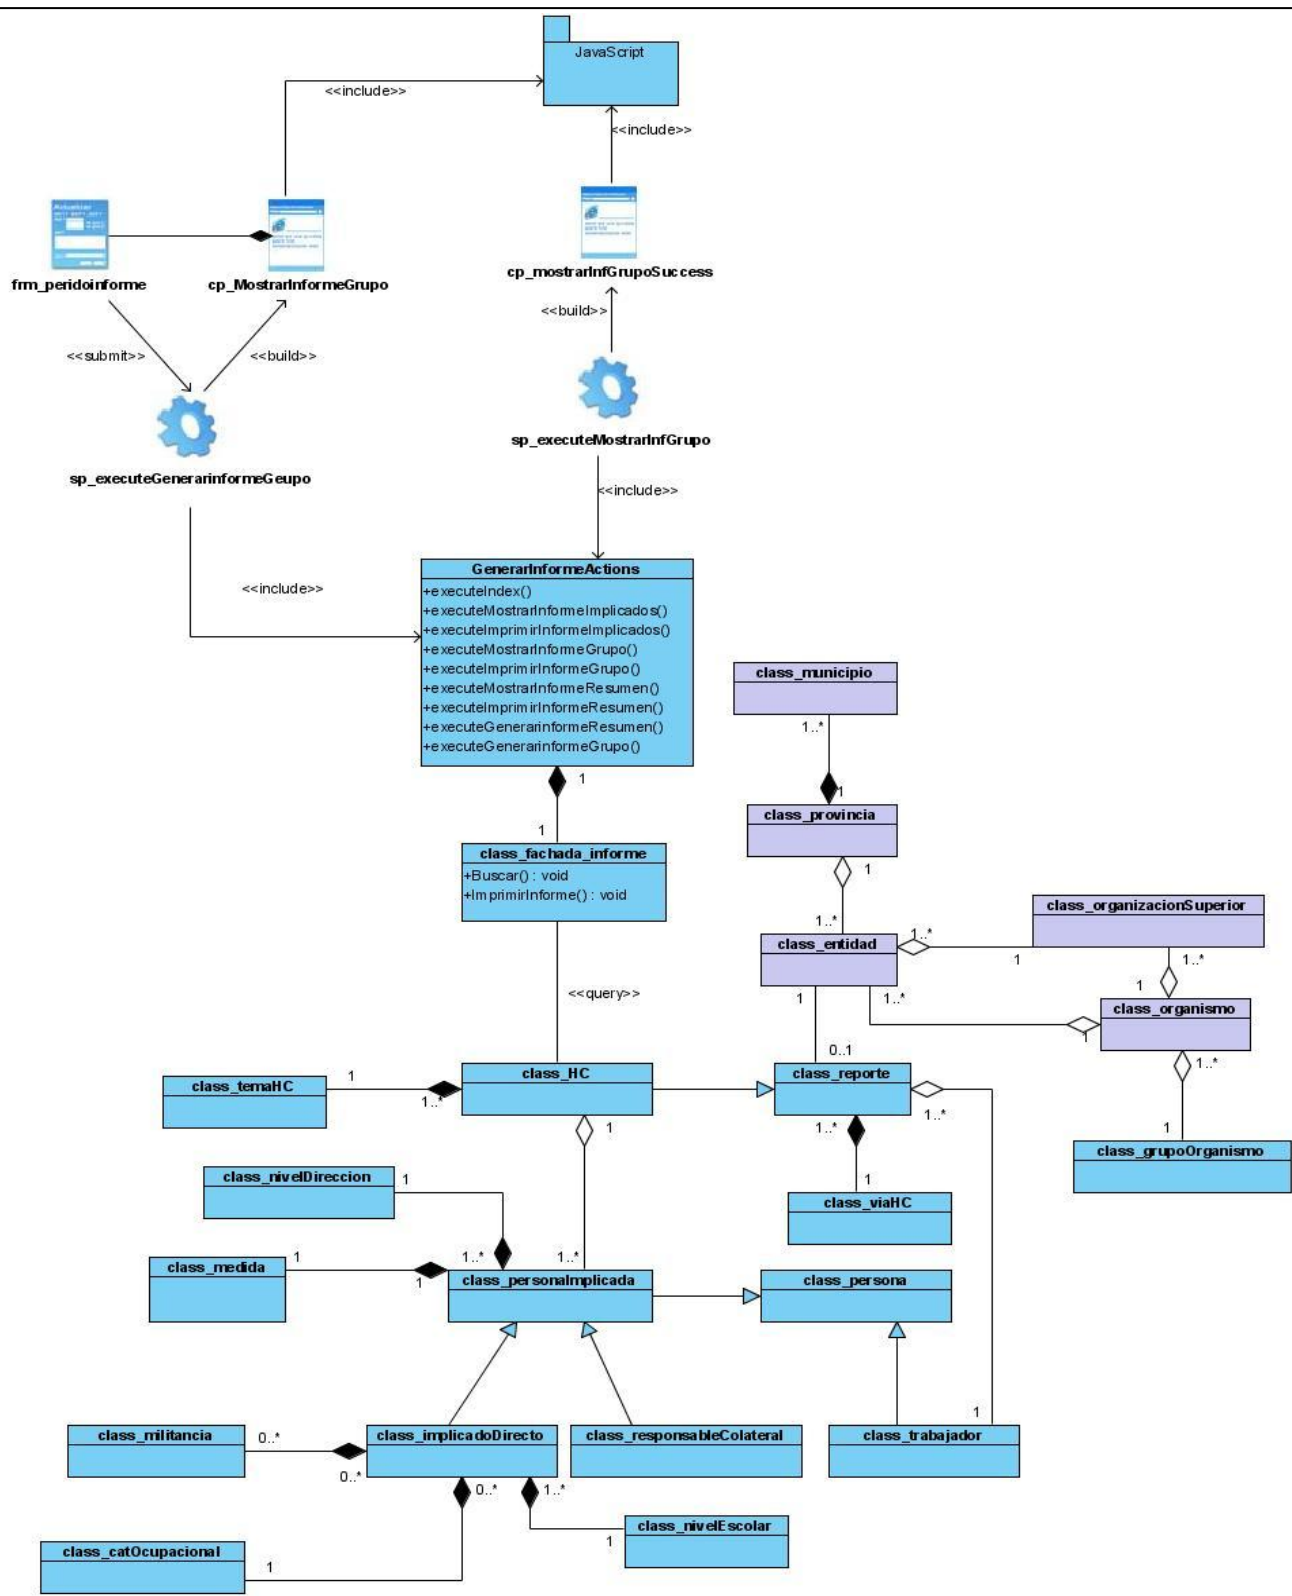 JavaScript
<<include>>
<<include>>
frm_peridoinforme
cp_MostrarInformeGrupo
cp_mostrarInfGrupoSuccess
<<build>>
<<submit>>
<<build>>
sp_executeMostrarInfGrupo
sp_executeGenerarinformeGeupo
<<include>>
<<include>>
GenerarInformeActions
+executeIndex()
+executeMostrarInformeImplicados()
+executeImprimirInformeImplicados()
+executeMostrarInformeGrupo()
+executeImprimirInformeGrupo()
+executeMostrarInformeResumen()
+executeImprimirInformeResumen()
+executeGenerarinformeResumen()
+executeGenerarinformeGrupo()
class_municipio
1..*
1
1
class_provincia
1
1
class_fachada_informe
+Buscar() : void
+ImprimirInforme() : void
1..*
class_organizacionSuperior
class_entidad
1..*
1
1..*
<<query>>
1
1..*
1
class_organismo
1
0..1
1..*
class_HC
class_reporte
class_temaHC
1
1..*
1
1..*
1..*
1
class_grupoOrganismo
class_nivelDireccion
1
1
class_viaHC
1..*
1..*
class_medida
1
1
class_personaImplicada
class_persona
1
class_militancia
0..*
0..*
class_implicadoDirecto
class_responsableColateral
class_trabajador
0..*
1..*
class_nivelEscolar
1
class_catOcupacional
1